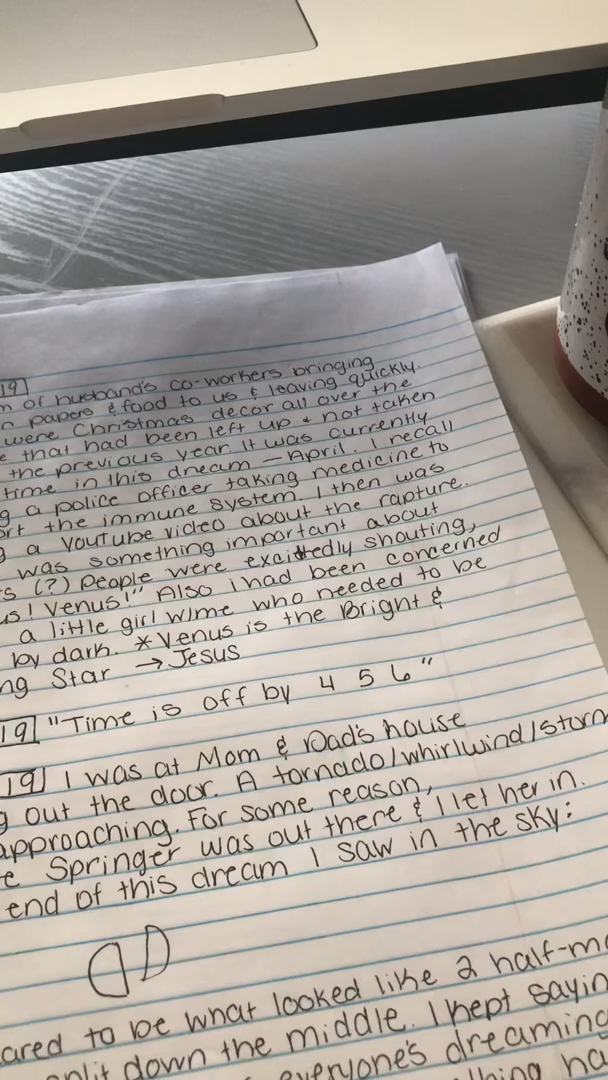 19
of husband's co-workers bringing
papers & food to us & leaving quickly.
were Christmas decor all over the
that had been left up & not taken
the previous year. It was currently
time in this dream — April. I recall
a police officer taking medicine to
the immune system. I then was
a YouTube video about the rapture.
was something important about
(?) People were excitedly shouting,
! Venus!" Also i had been concerned
a little girl w/me who needed to be
by dark. *Venus is the Bright &
Star → Jesus
19 "Time is off by 4 5 6"
19 I was at Mom & Dad's house
out the door. A tornado/whirlwind/storm
approaching. For some reason,
Springer was out there & I let her in.
end of this dream I saw in the sky:
to be what looked like 2 half-
down the middle. I kept
everyone's dreaming